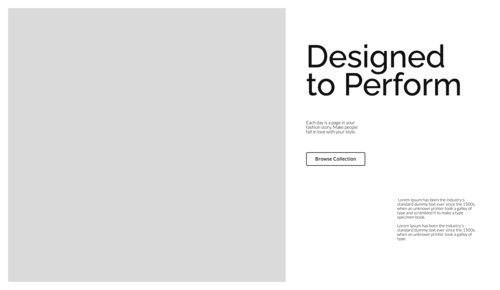 Designed
to Perform
Each day is a page in your
fashion story. Make people
fall in love with your style.
Browse Collection
Lorem Ipsum has been the industry's
standard dummy text ever since the 1500s,
when an unknown printer took a galley of
type and scrambled it to make a type
specimen book.
Lorem Ipsum has been the industry's
standard dummy text ever since the 1500s,
when an unknown printer took a galley of
type.